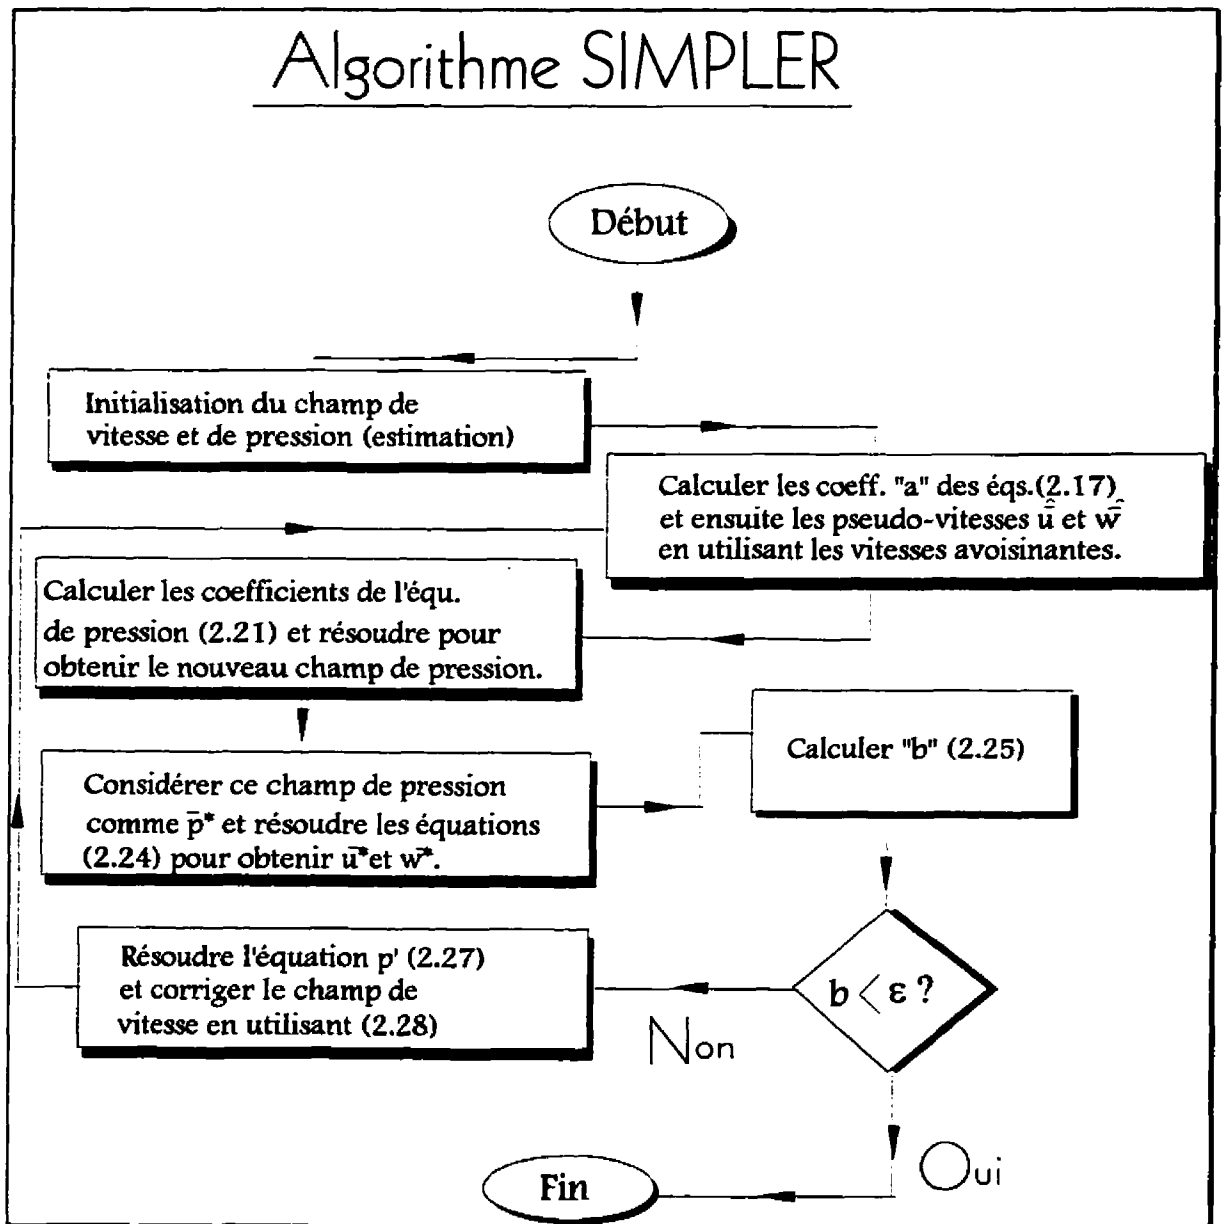 Algorithme SIMPLER
Début
Initialisation du champ de
vitesse et de pression (estimation)
Calculer les coeff. "a" des éqs.(2.17)
et ensuite les pseudo-vitesses û̄ et ŵ̄
en utilisant les vitesses avoisinantes.
Calculer les coefficients de l'équ.
de pression (2.21) et résoudre pour
obtenir le nouveau champ de pression.
Considérer ce champ de pression
comme p̄* et résoudre les équations
(2.24) pour obtenir ū* et w̄*.
Calculer "b" (2.25)
b < ε ?
Non
Résoudre l'équation p' (2.27)
et corriger le champ de
vitesse en utilisant (2.28)
Oui
Fin